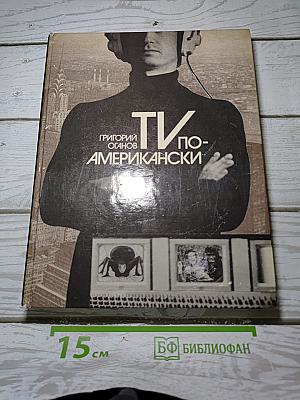 ГРИГОРИЙ
ОГАНОВ
TV
ПО-
АМЕРИКАНСКИ
15 см
БФ БИБЛИОФАН